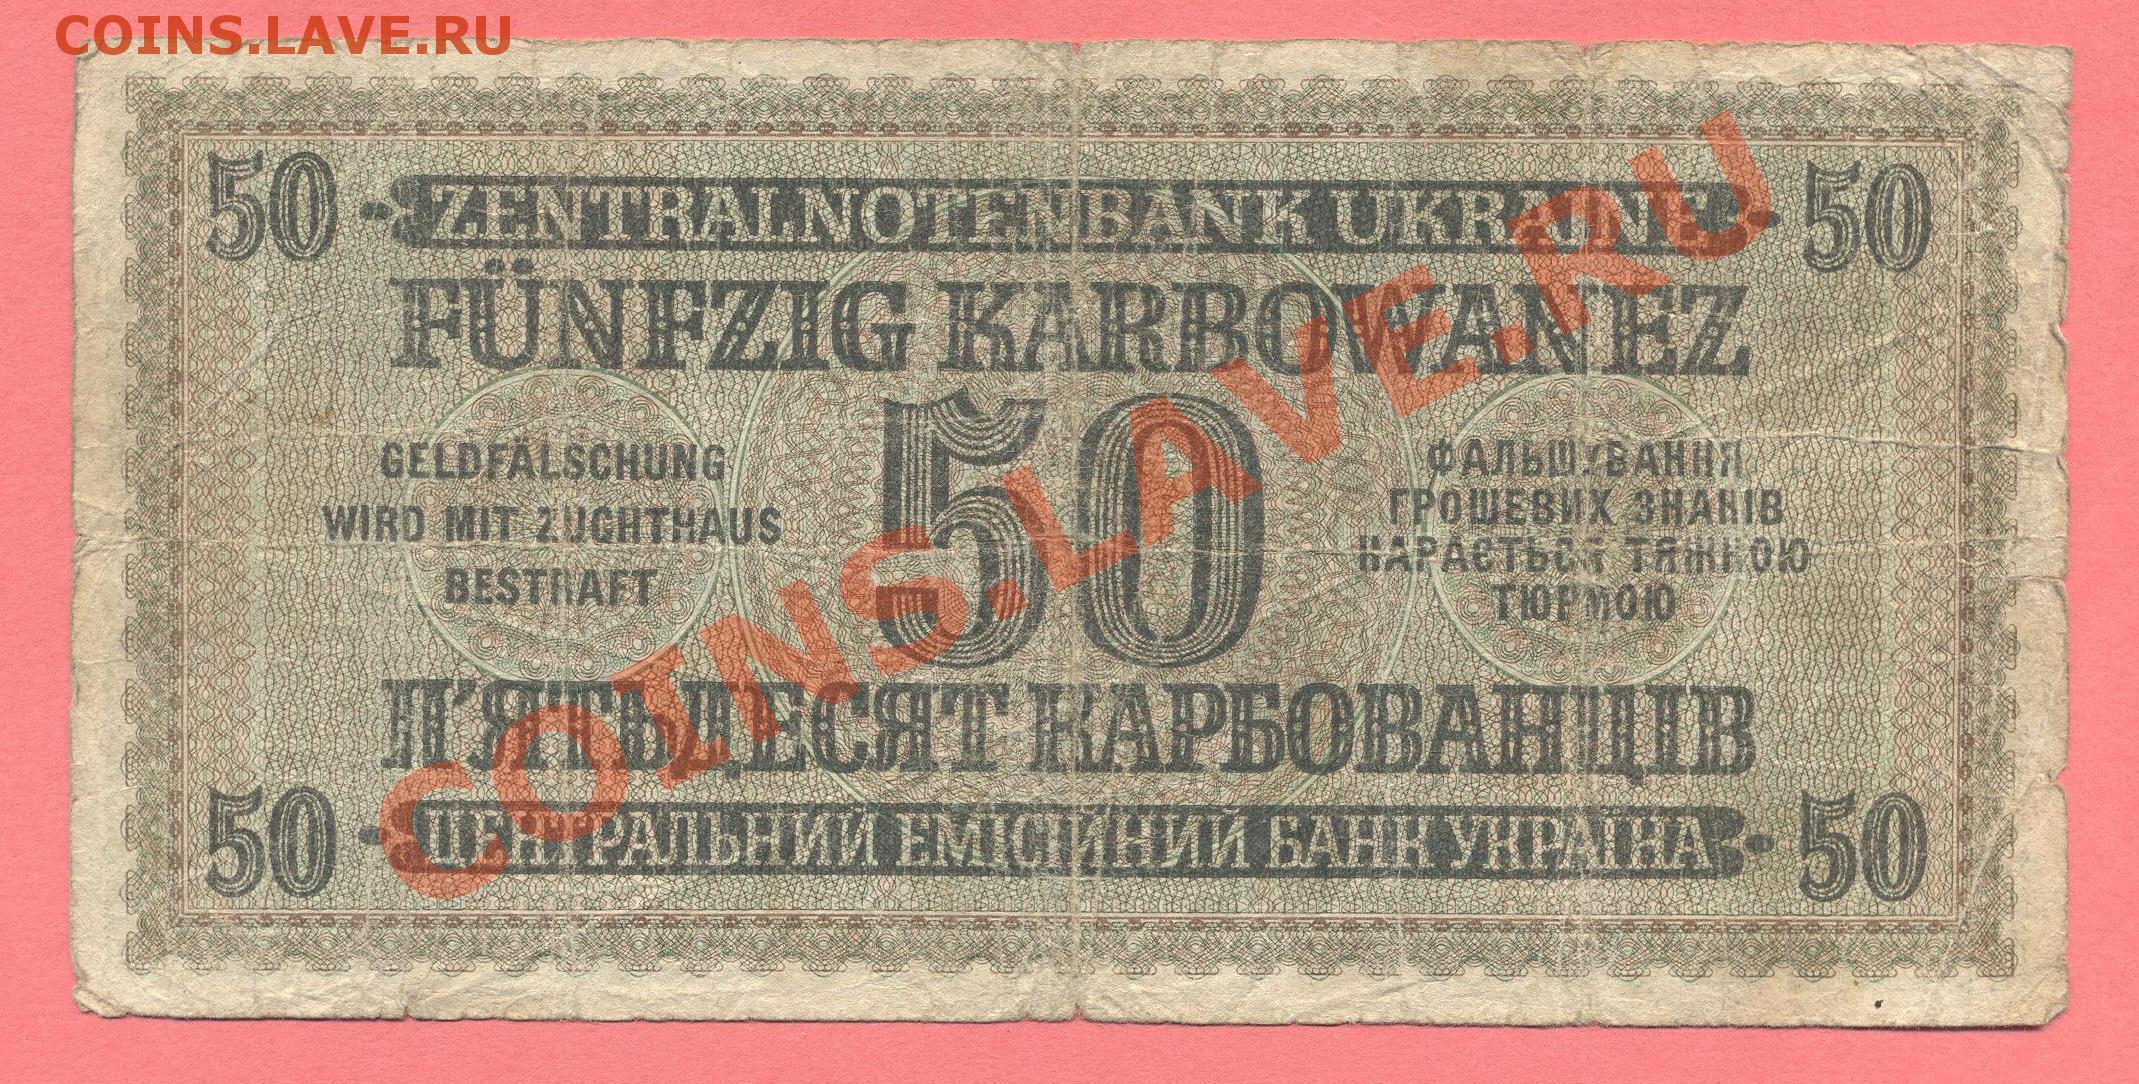 COINS.LAVE.RU
50 ZENTRALNOTENBANK UKRAINE 50
FÜNFZIG KARBOWANEZ
GELDFÄLSCHUNG
WIRD MIT ZUCHTHAUS
BESTRAFT
50
ФАЛЬШУВАННЯ
ГРОШЕВИХ ЗНАКІВ
КАРАЄТЬСЯ ТЯЖКОЮ
ТЮРМОЮ
П'ЯТЬДЕСЯТ КАРБОВАНЦІВ
50 ЦЕНТРАЛЬНИЙ ЕМІСІЙНИЙ БАНК УКРАЇНА 50
COINS.LAVE.RU